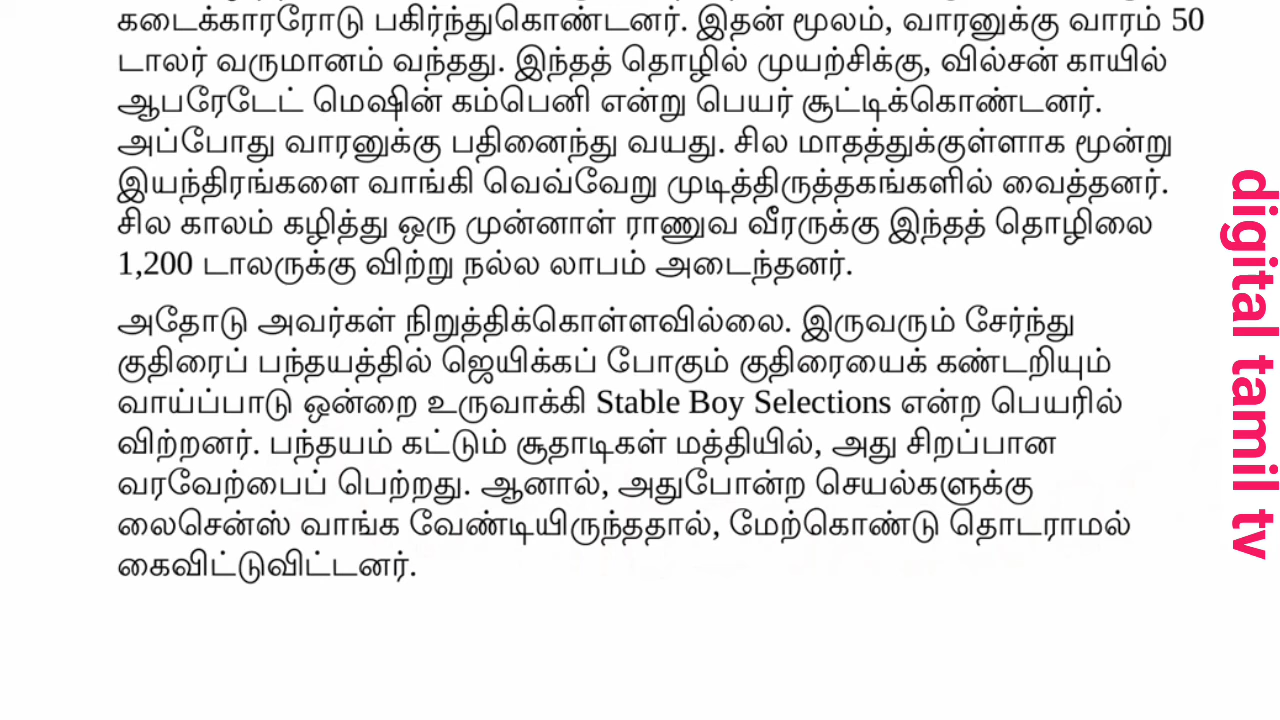 கடைக்காரரோடு பகிர்ந்துகொண்டனர். இதன் மூலம், வாரனுக்கு வாரம் 50
டாலர் வருமானம் வந்தது. இந்தத் தொழில் முயற்சிக்கு, வில்சன் காயில்
ஆபரேடேட் மெஷின் கம்பெனி என்று பெயர் சூட்டிக்கொண்டனர்.
அப்போது வாரனுக்கு பதினைந்து வயது. சில மாதத்துக்குள்ளாக மூன்று
இயந்திரங்களை வாங்கி வெவ்வேறு முடித்திருத்தகங்களில் வைத்தனர்.
சில காலம் கழித்து ஒரு முன்னாள் ராணுவ வீரருக்கு இந்தத் தொழிலை
1,200 டாலருக்கு விற்று நல்ல லாபம் அடைந்தனர்.
அதோடு அவர்கள் நிறுத்திக்கொள்ளவில்லை. இருவரும் சேர்ந்து
குதிரைப் பந்தயத்தில் ஜெயிக்கப் போகும் குதிரையைக் கண்டறியும்
வாய்ப்பாடு ஒன்றை உருவாக்கி Stable Boy Selections என்ற பெயரில்
விற்றனர். பந்தயம் கட்டும் சூதாடிகள் மத்தியில், அது சிறப்பான
வரவேற்பைப் பெற்றது. ஆனால், அதுபோன்ற செயல்களுக்கு
லைசென்ஸ் வாங்க வேண்டியிருந்ததால், மேற்கொண்டு தொடராமல்
கைவிட்டுவிட்டனர்.
digital tamil tv